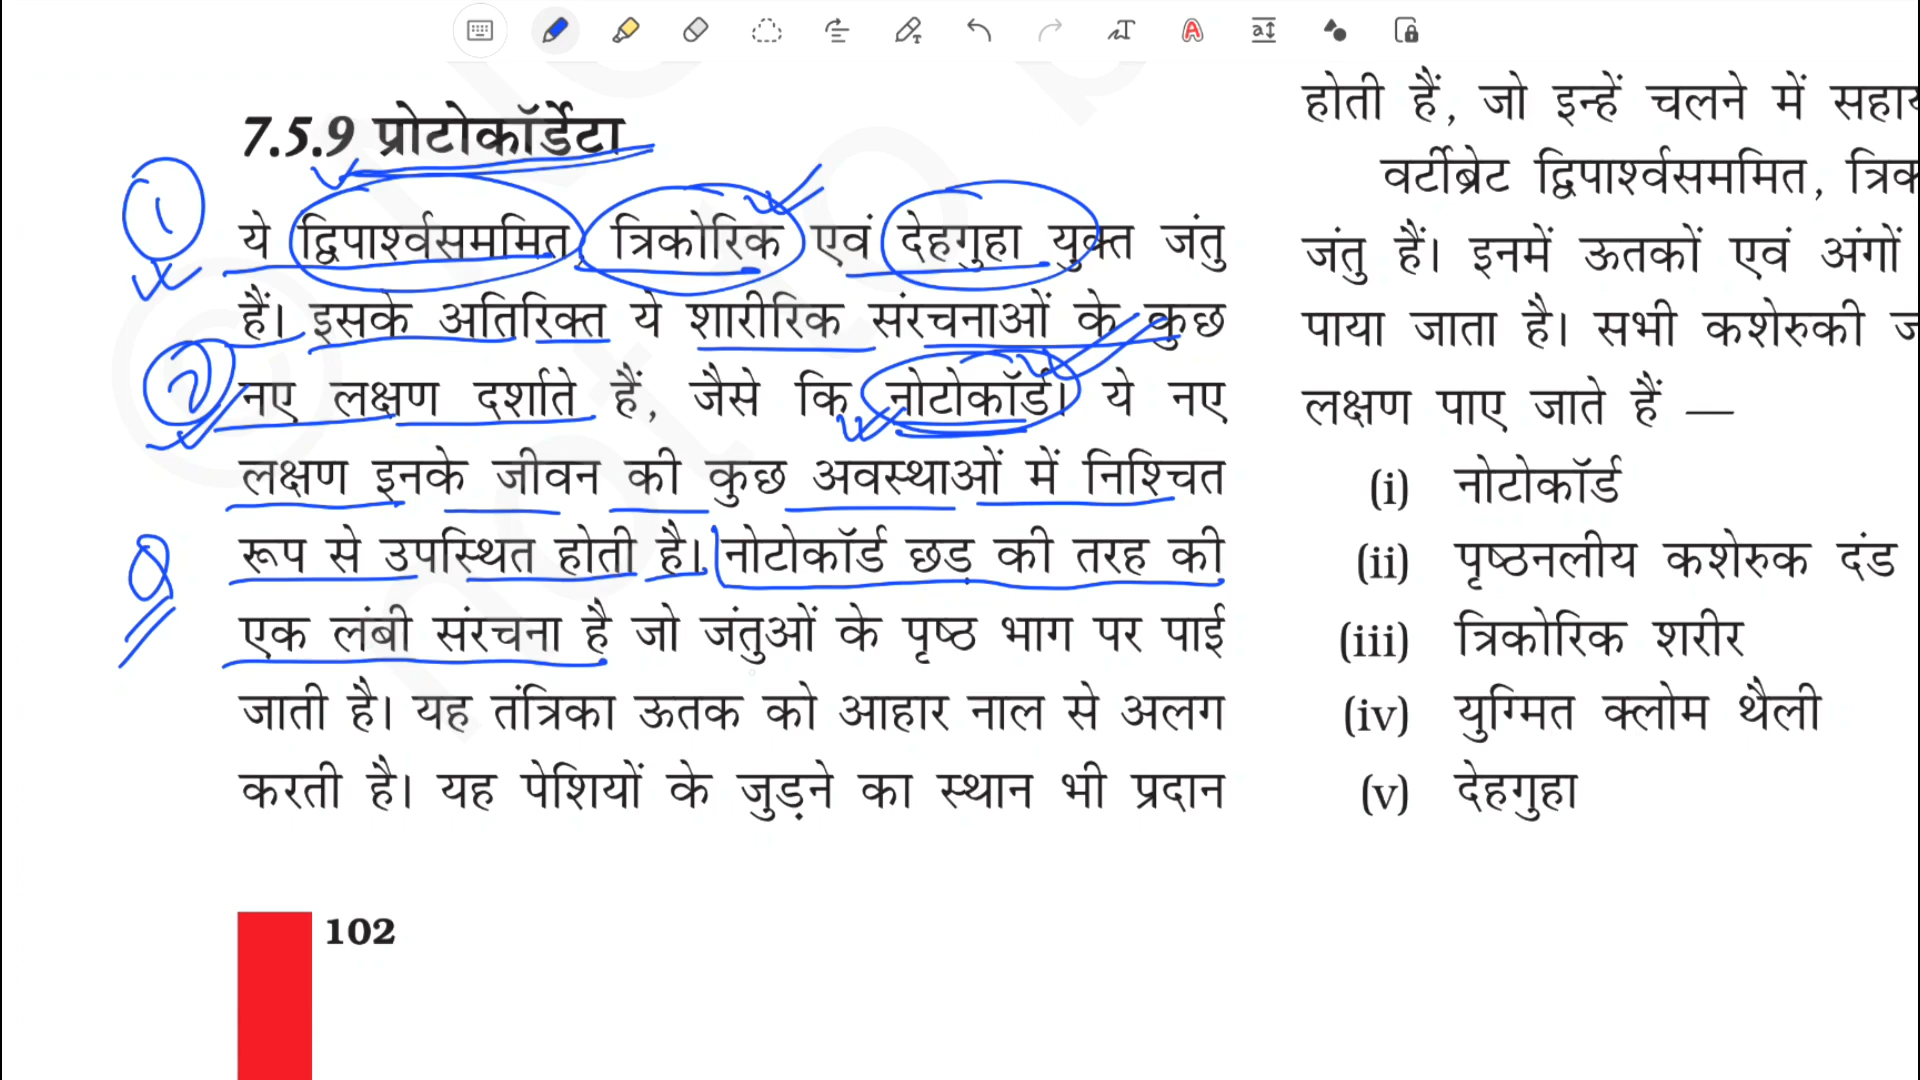 7.5.9 प्रोटोकॉर्डेटा
1
ये द्विपार्श्वसममित, त्रिकोरिक एवं देहगुहा युक्त जंतु
हैं। इसके अतिरिक्त ये शारीरिक संरचनाओं के कुछ
2
नए लक्षण दर्शाते हैं, जैसे कि नोटोकॉर्ड। ये नए
लक्षण इनके जीवन की कुछ अवस्थाओं में निश्चित
Q
रूप से उपस्थित होती है। नोटोकॉर्ड छड की तरह की
एक लंबी संरचना है जो जंतुओं के पृष्ठ भाग पर पाई
जाती है। यह तंत्रिका ऊतक को आहार नाल से अलग
करती है। यह पेशियों के जुड़ने का स्थान भी प्रदान
102
होती हैं, जो इन्हें चलने में
वर्टीब्रेट द्विपार्श्वसममित,
जंतु हैं। इनमें ऊतकों एवं अंगों
पाया जाता है। सभी कशेरुकी
लक्षण पाए जाते हैं —
(i) नोटोकॉर्ड
(ii) पृष्ठनलीय कशेरुक दंड
(iii) त्रिकोरिक शरीर
(iv) युग्मित क्लोम थैली
(v) देहगुहा